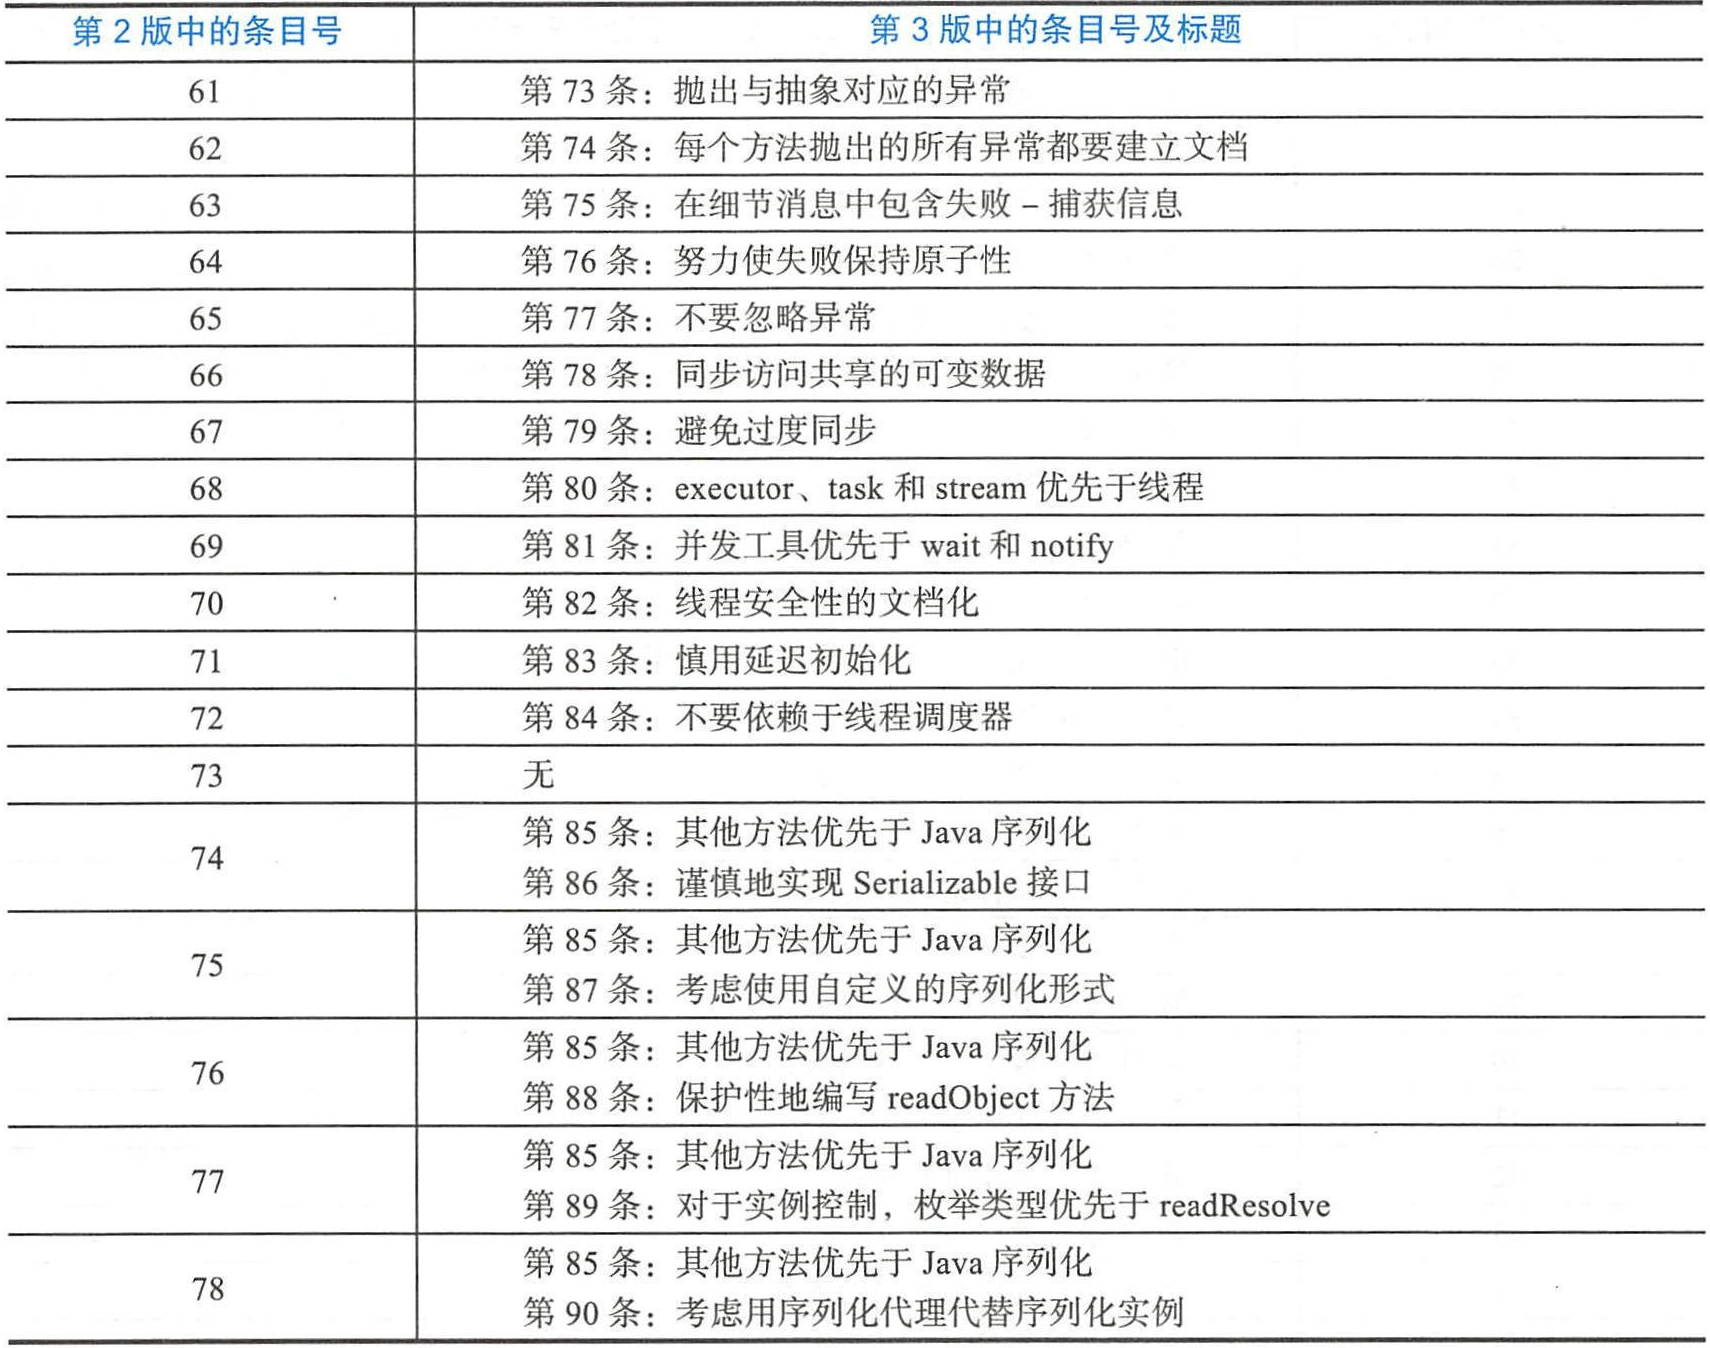 第 2 版中的条目号 第 3 版中的条目号及标题
61 第 73 条：抛出与抽象对应的异常
62 第 74 条：每个方法抛出的所有异常都要建立文档
63 第 75 条：在细节消息中包含失败 – 捕获信息
64 第 76 条：努力使失败保持原子性
65 第 77 条：不要忽略异常
66 第 78 条：同步访问共享的可变数据
67 第 79 条：避免过度同步
68 第 80 条：executor、task 和 stream 优先于线程
69 第 81 条：并发工具优先于 wait 和 notify
70 第 82 条：线程安全性的文档化
71 第 83 条：慎用延迟初始化
72 第 84 条：不要依赖于线程调度器
73 无
74 第 85 条：其他方法优先于 Java 序列化
第 86 条：谨慎地实现 Serializable 接口
75 第 85 条：其他方法优先于 Java 序列化
第 87 条：考虑使用自定义的序列化形式
76 第 85 条：其他方法优先于 Java 序列化
第 88 条：保护性地编写 readObject 方法
77 第 85 条：其他方法优先于 Java 序列化
第 89 条：对于实例控制，枚举类型优先于 readResolve
78 第 85 条：其他方法优先于 Java 序列化
第 90 条：考虑用序列化代理代替序列化实例